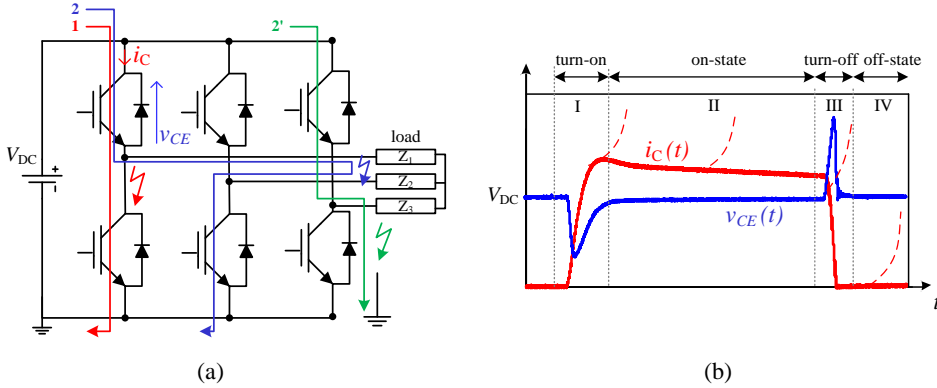 2
1
2'
iC
vCE
VDC
load
Z1
Z2
Z3
(a)
turn-on
on-state
turn-off
off-state
I
II
III
IV
iC(t)
VDC
vCE(t)
t
(b)